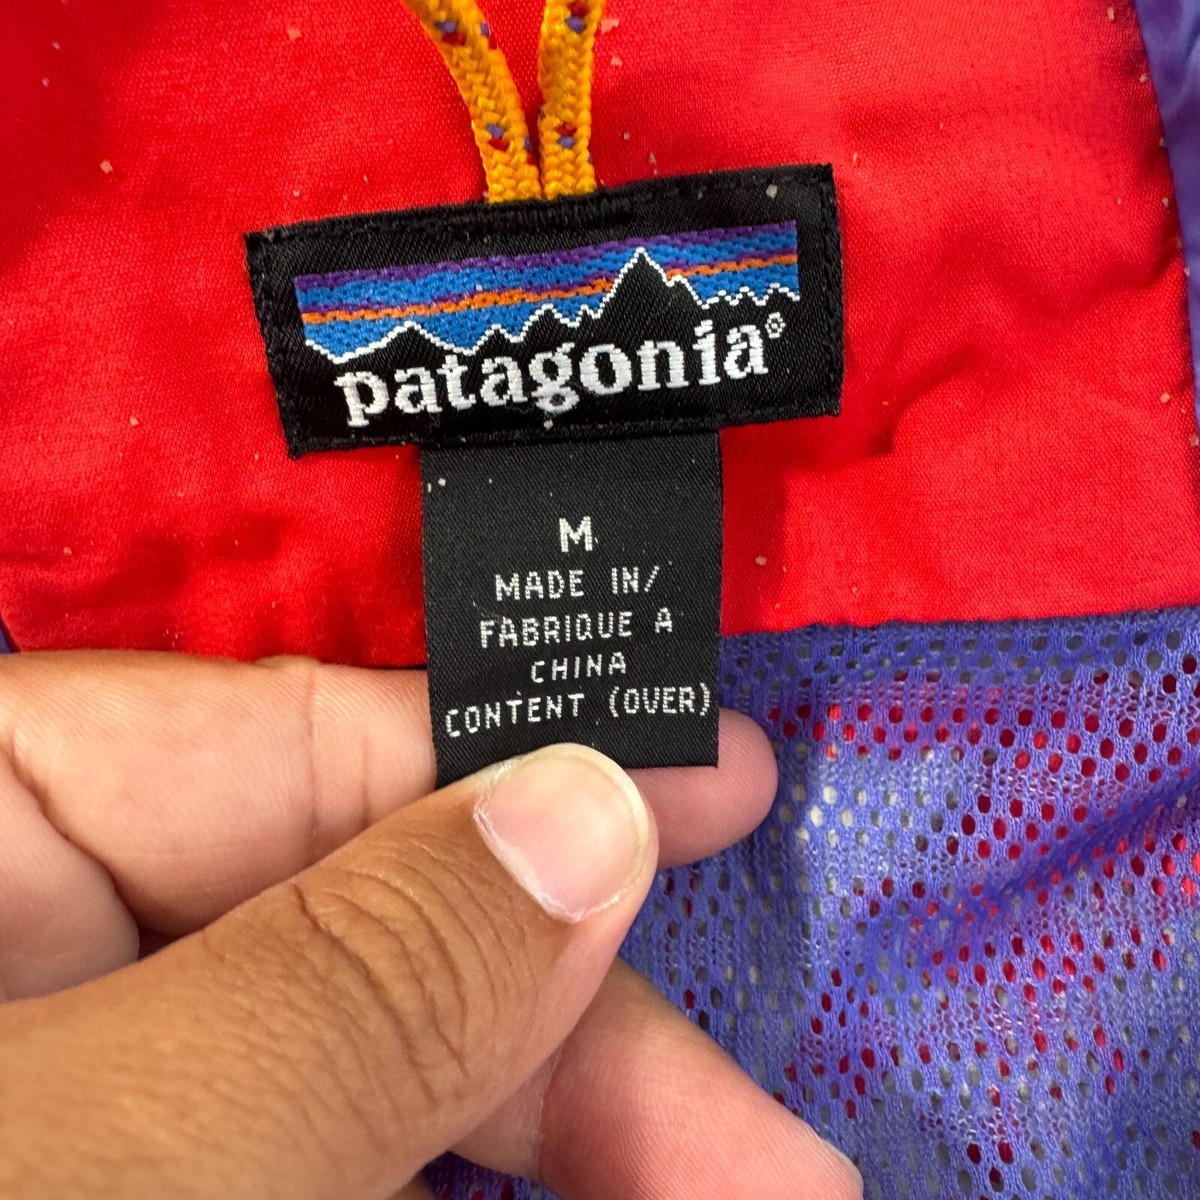 patagonia®
M
MADE IN/
FABRIQUE A
CHINA
CONTENT (OVER)